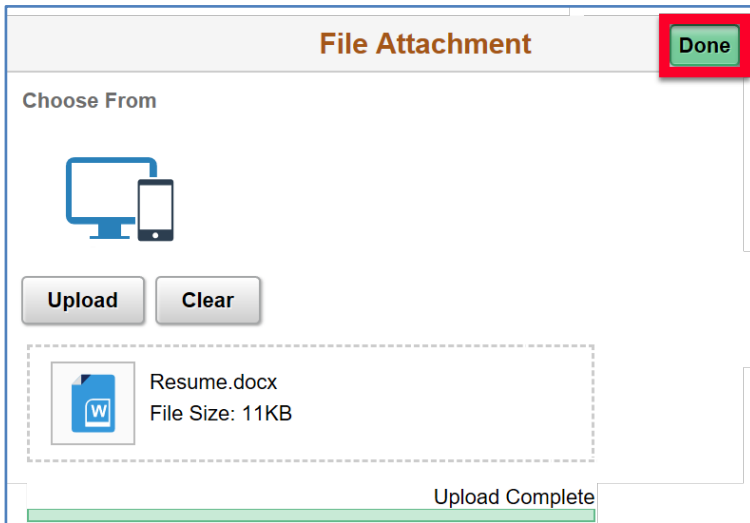 File Attachment
Done
Choose From
Upload
Clear
W
Resume.docx
File Size: 11KB
Upload Complete